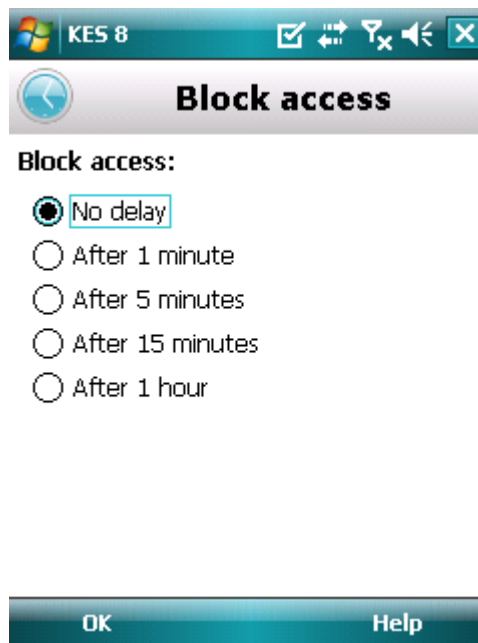 KES 8
Block access
Block access:
No delay
After 1 minute
After 5 minutes
After 15 minutes
After 1 hour
OK Help